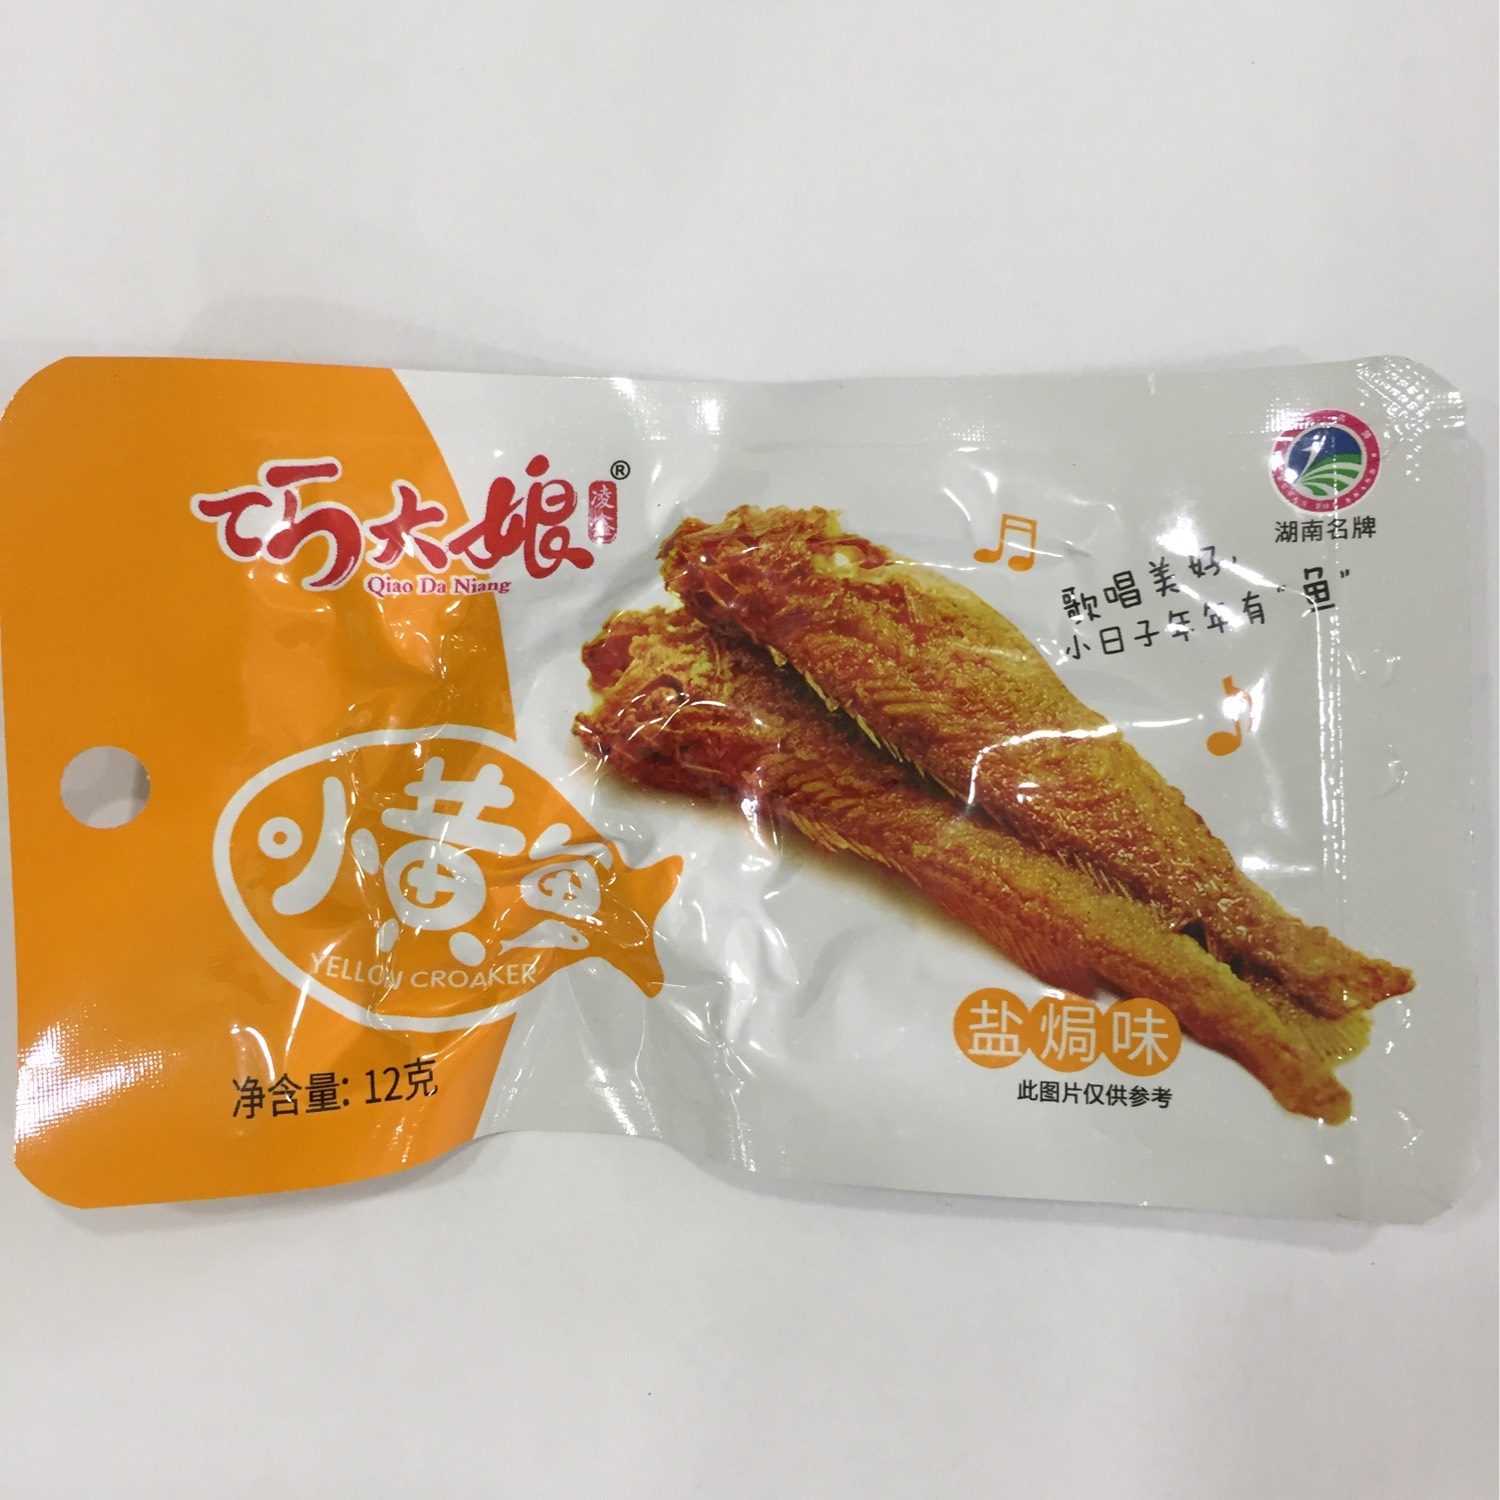 巧大娘®
凌
Qiao Da Niang
湖南名牌
歌唱美好，
小日子年年有“鱼”
小黄鱼
YELLOW CROAKER
盐焗味
净含量: 12克
此图片仅供参考